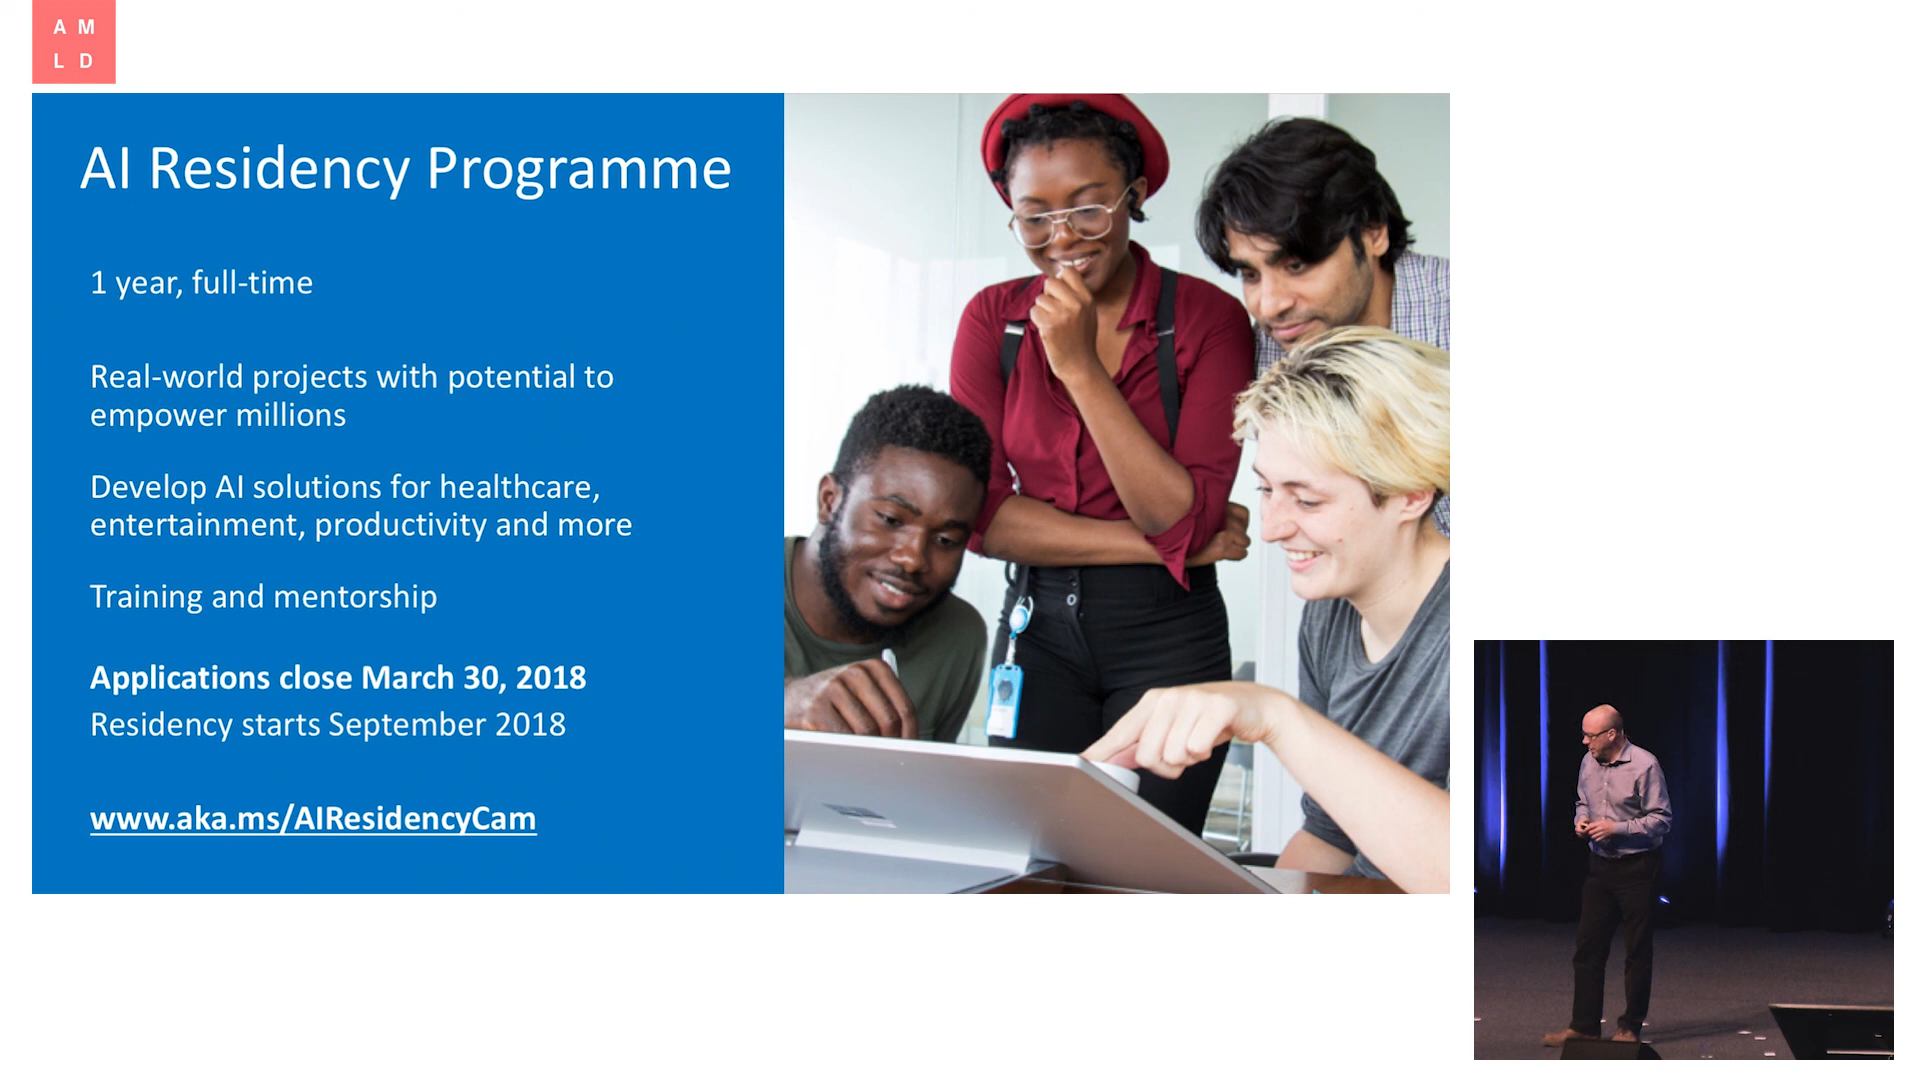 A M
L D
AI Residency Programme
1 year, full-time
Real-world projects with potential to
empower millions
Develop AI solutions for healthcare,
entertainment, productivity and more
Training and mentorship
Applications close March 30, 2018
Residency starts September 2018
www.aka.ms/AIResidencyCam